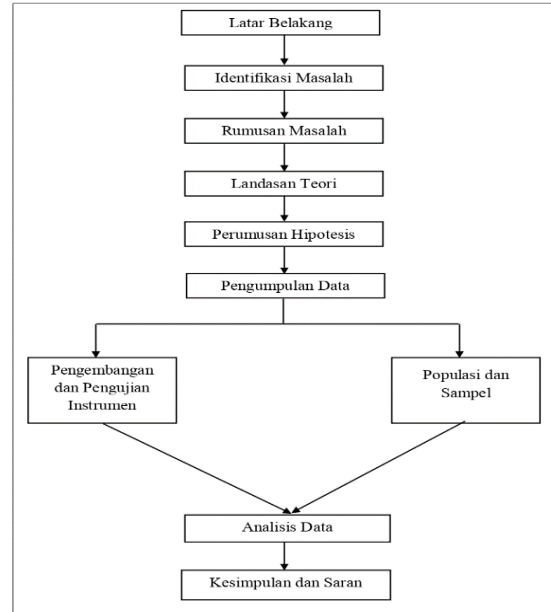 Latar Belakang
Identifikasi Masalah
Rumusan Masalah
Landasan Teori
Perumusan Hipotesis
Pengumpulan Data
Pengembangan
dan Pengujian
Instrumen
Populasi dan
Sampel
Analisis Data
Kesimpulan dan Saran